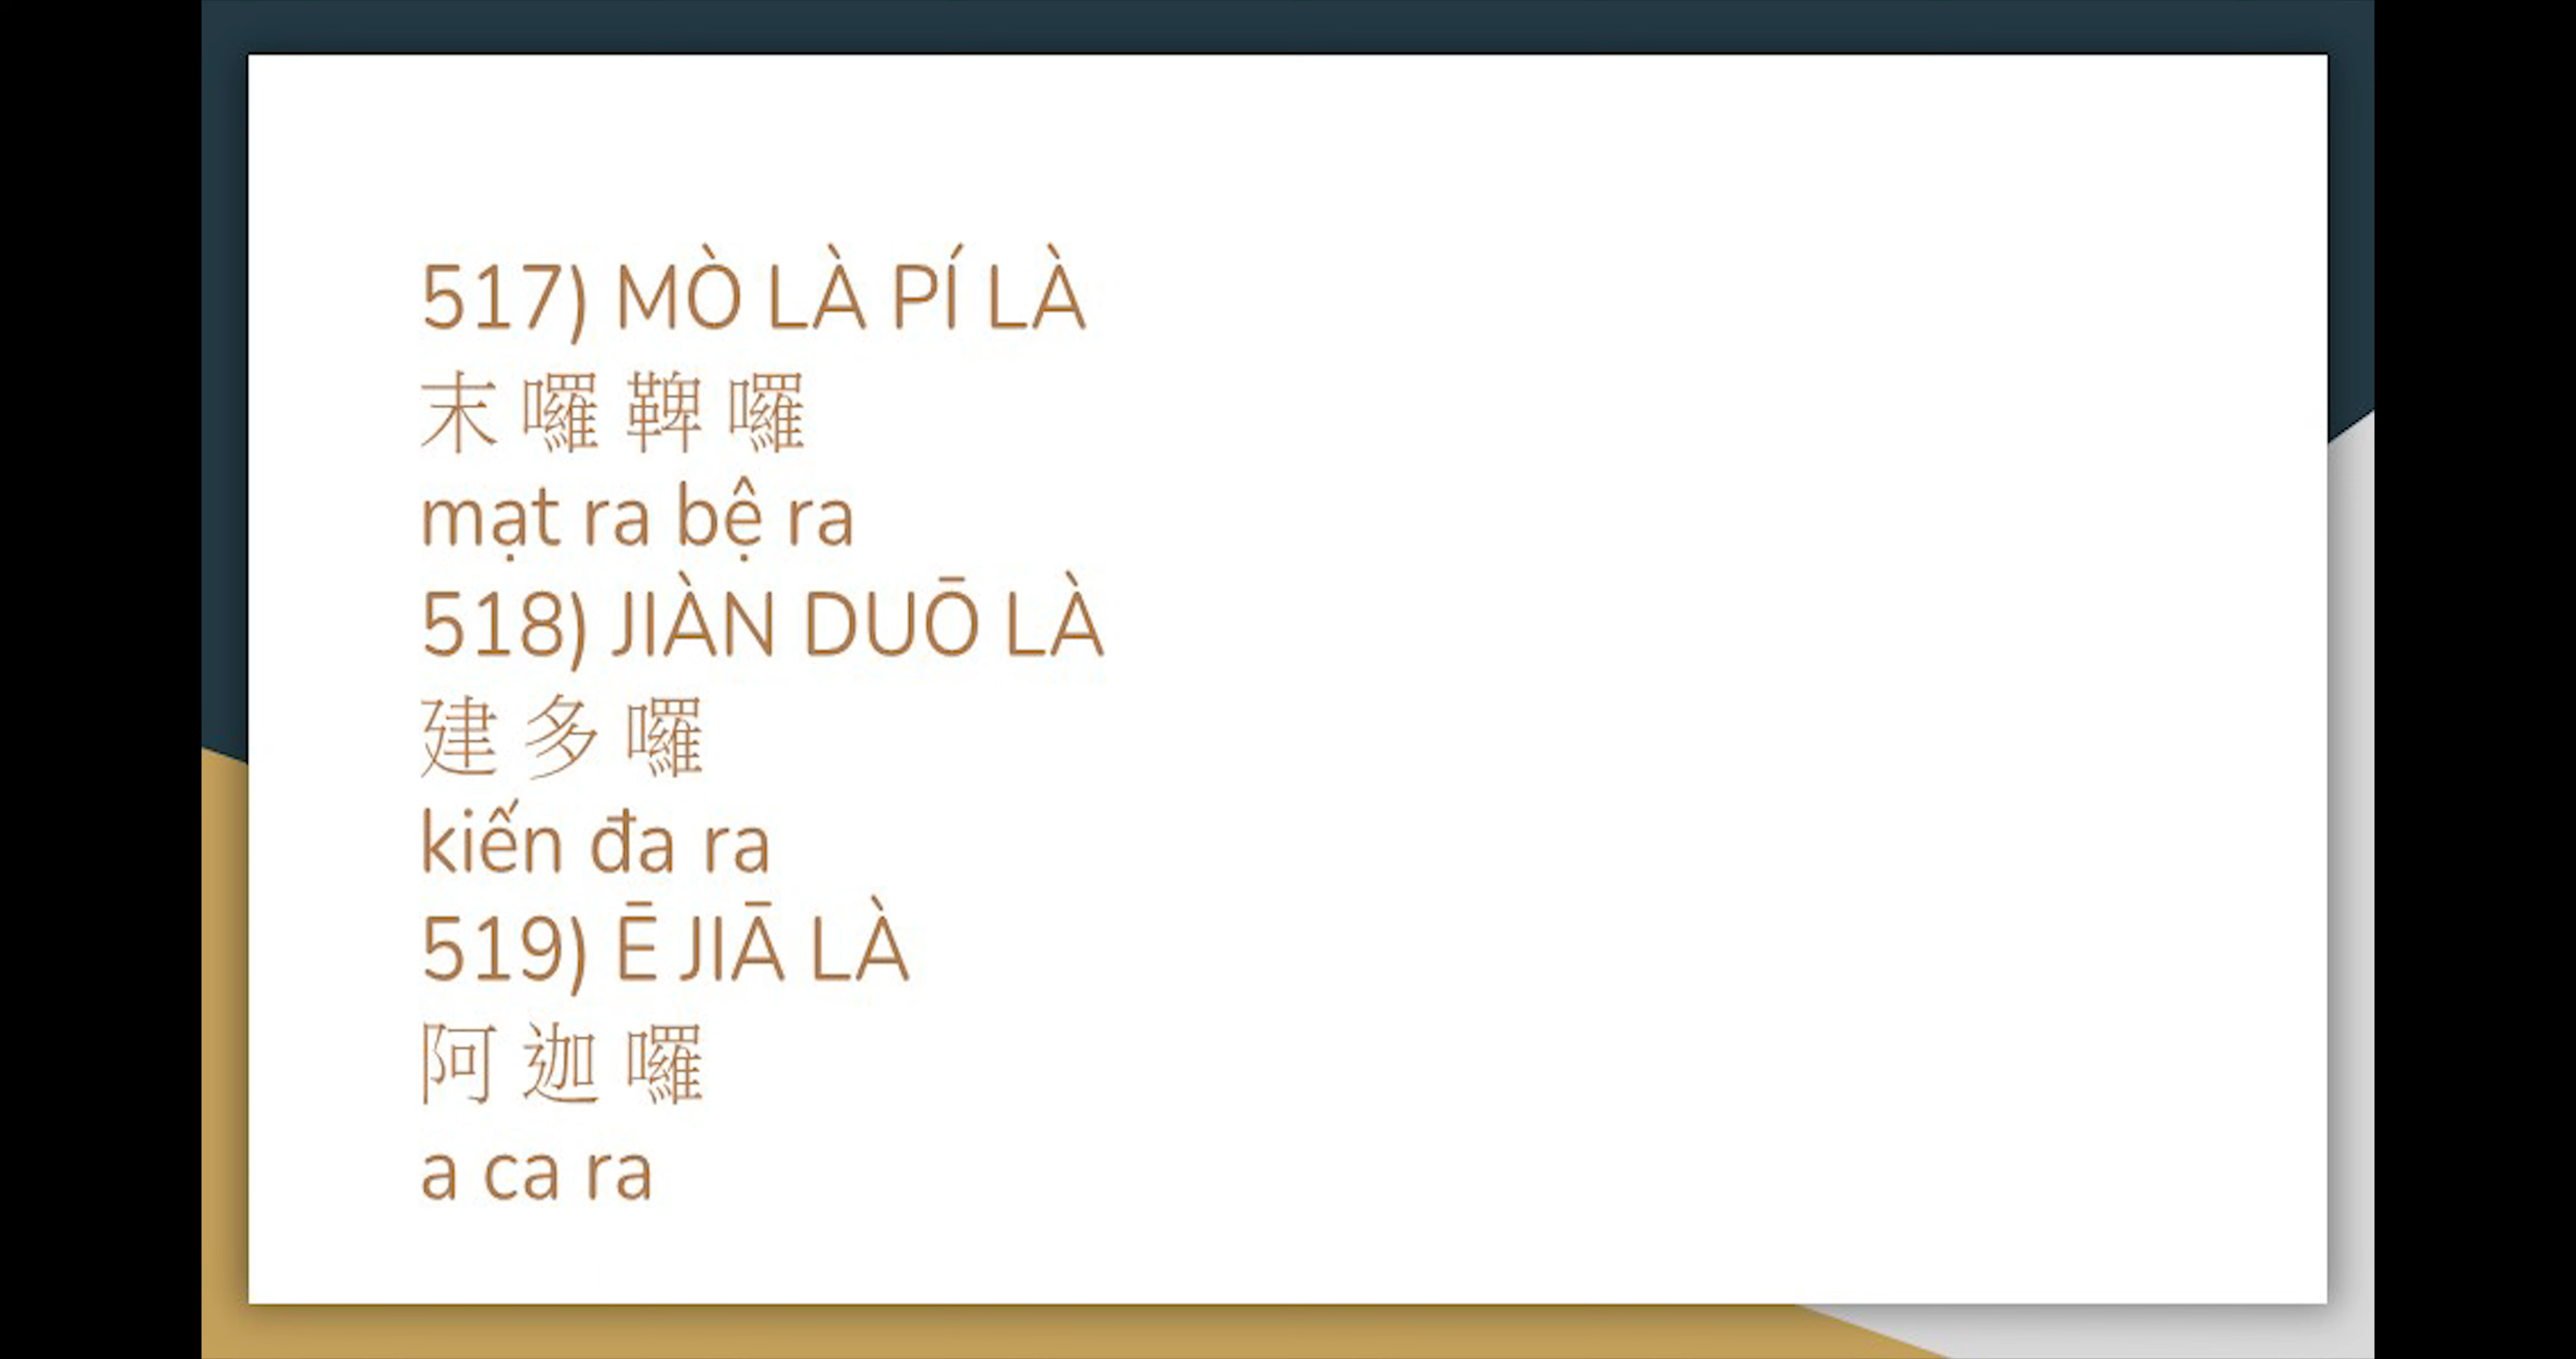 517) MÒ LÀ PÍ LÀ
末 囉 鞞 囉
mạt ra bệ ra
518) JIÀN DUŌ LÀ
建 多 囉
kiến đa ra
519) Ē JIĀ LÀ
阿 迦 囉
a ca ra